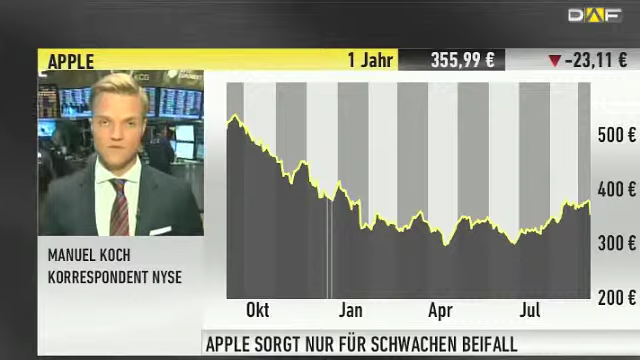 DAF
APPLE 1 Jahr 355,99 € -23,11 €
500 €
400 €
300 €
200 €
Okt Jan Apr Jul
MANUEL KOCH
KORRESPONDENT NYSE
APPLE SORGT NUR FÜR SCHWACHEN BEIFALL